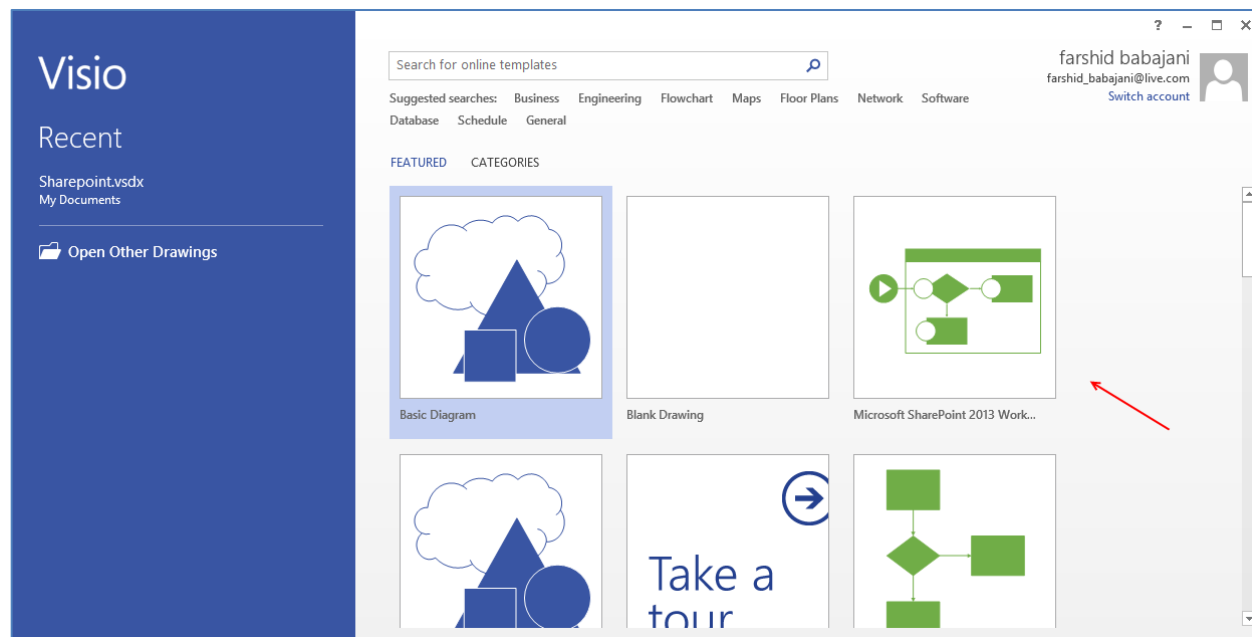 Visio
Recent
Sharepoint.vsdx
My Documents
Open Other Drawings
?
Search for online templates
farshid babajani
farshid_babajani@live.com
Switch account
Suggested searches: Business Engineering Flowchart Maps Floor Plans Network Software
Database Schedule General
FEATURED CATEGORIES
Basic Diagram
Blank Drawing
Microsoft SharePoint 2013 Work...
Take a
tour